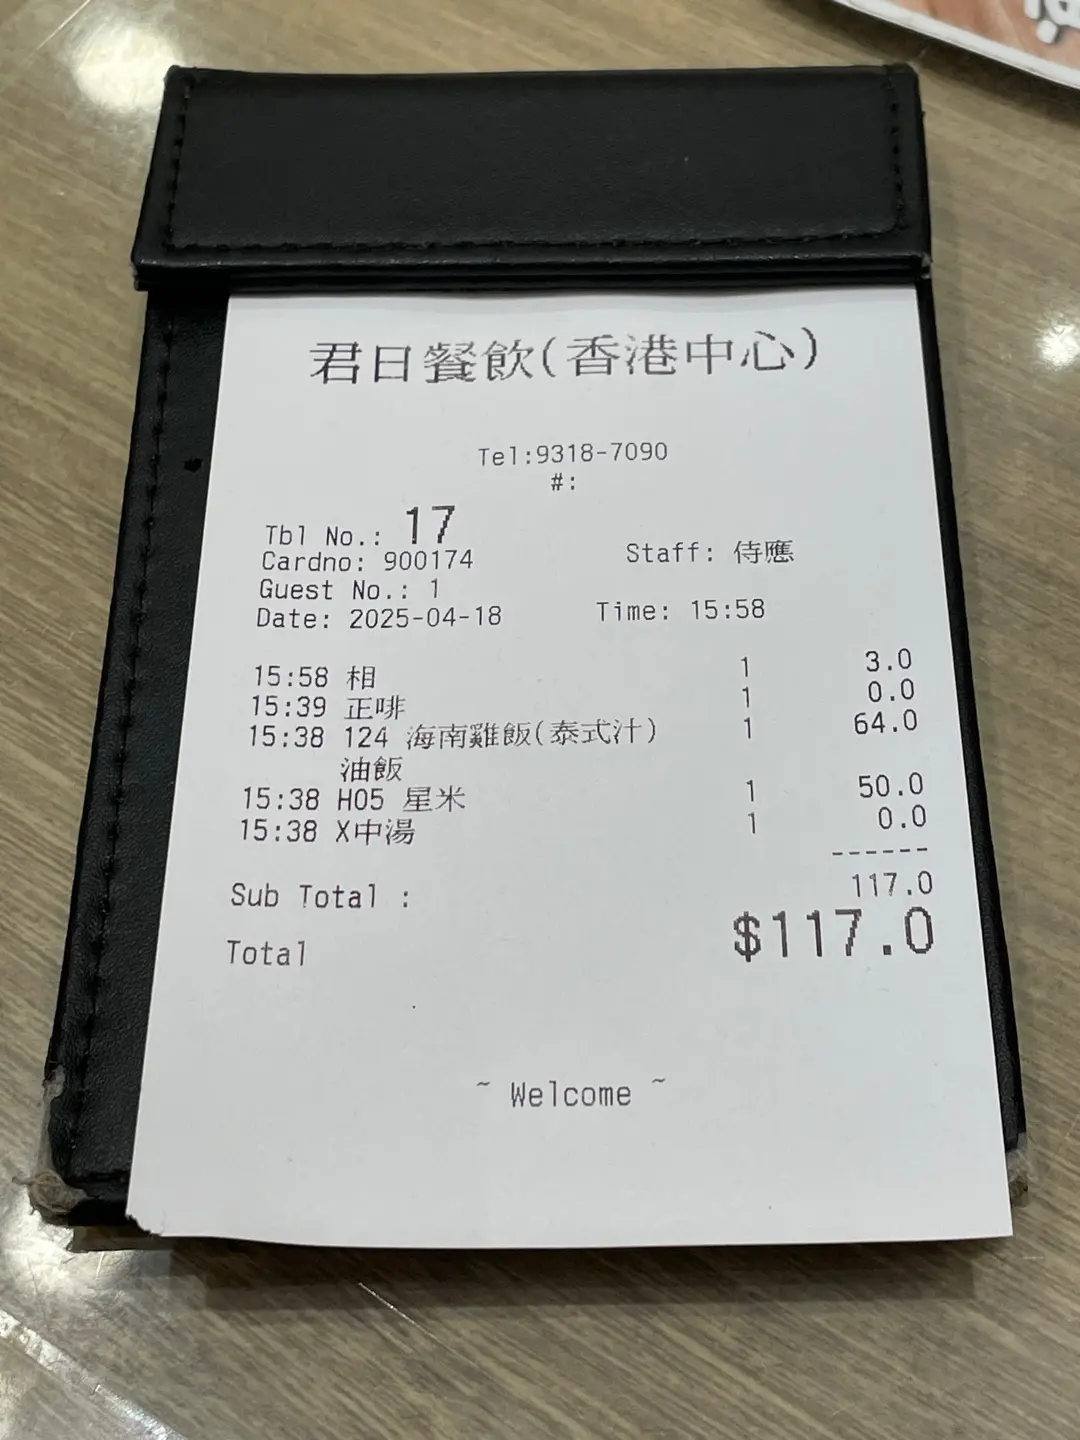 君日餐飲(香港中心)
Tel:9318-7090
#:
Tbl No.: 17
Cardno: 900174 Staff: 侍應
Guest No.: 1
Date: 2025-04-18 Time: 15:58
15:58 相 1 3.0
15:39 正啡 1 0.0
15:38 124 海南雞飯(泰式汁) 1 64.0
油飯
15:38 H05 星米 1 50.0
15:38 X中湯 1 0.0
------
Sub Total : 117.0
Total $117.0
~ Welcome ~